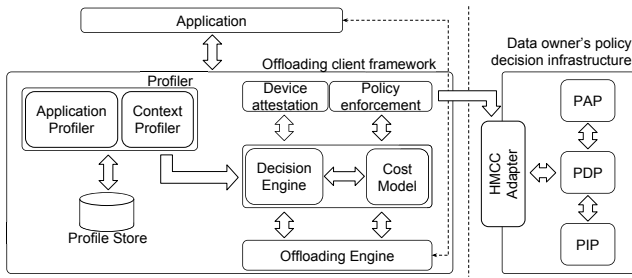 Application
Offloading client framework
Data owner's policy
decision infrastructure
Profiler
Application
Profiler
Context
Profiler
Device
attestation
Policy
enforcement
Decision
Engine
Cost
Model
Profile Store
Offloading Engine
HMCC
Adapter
PAP
PDP
PIP